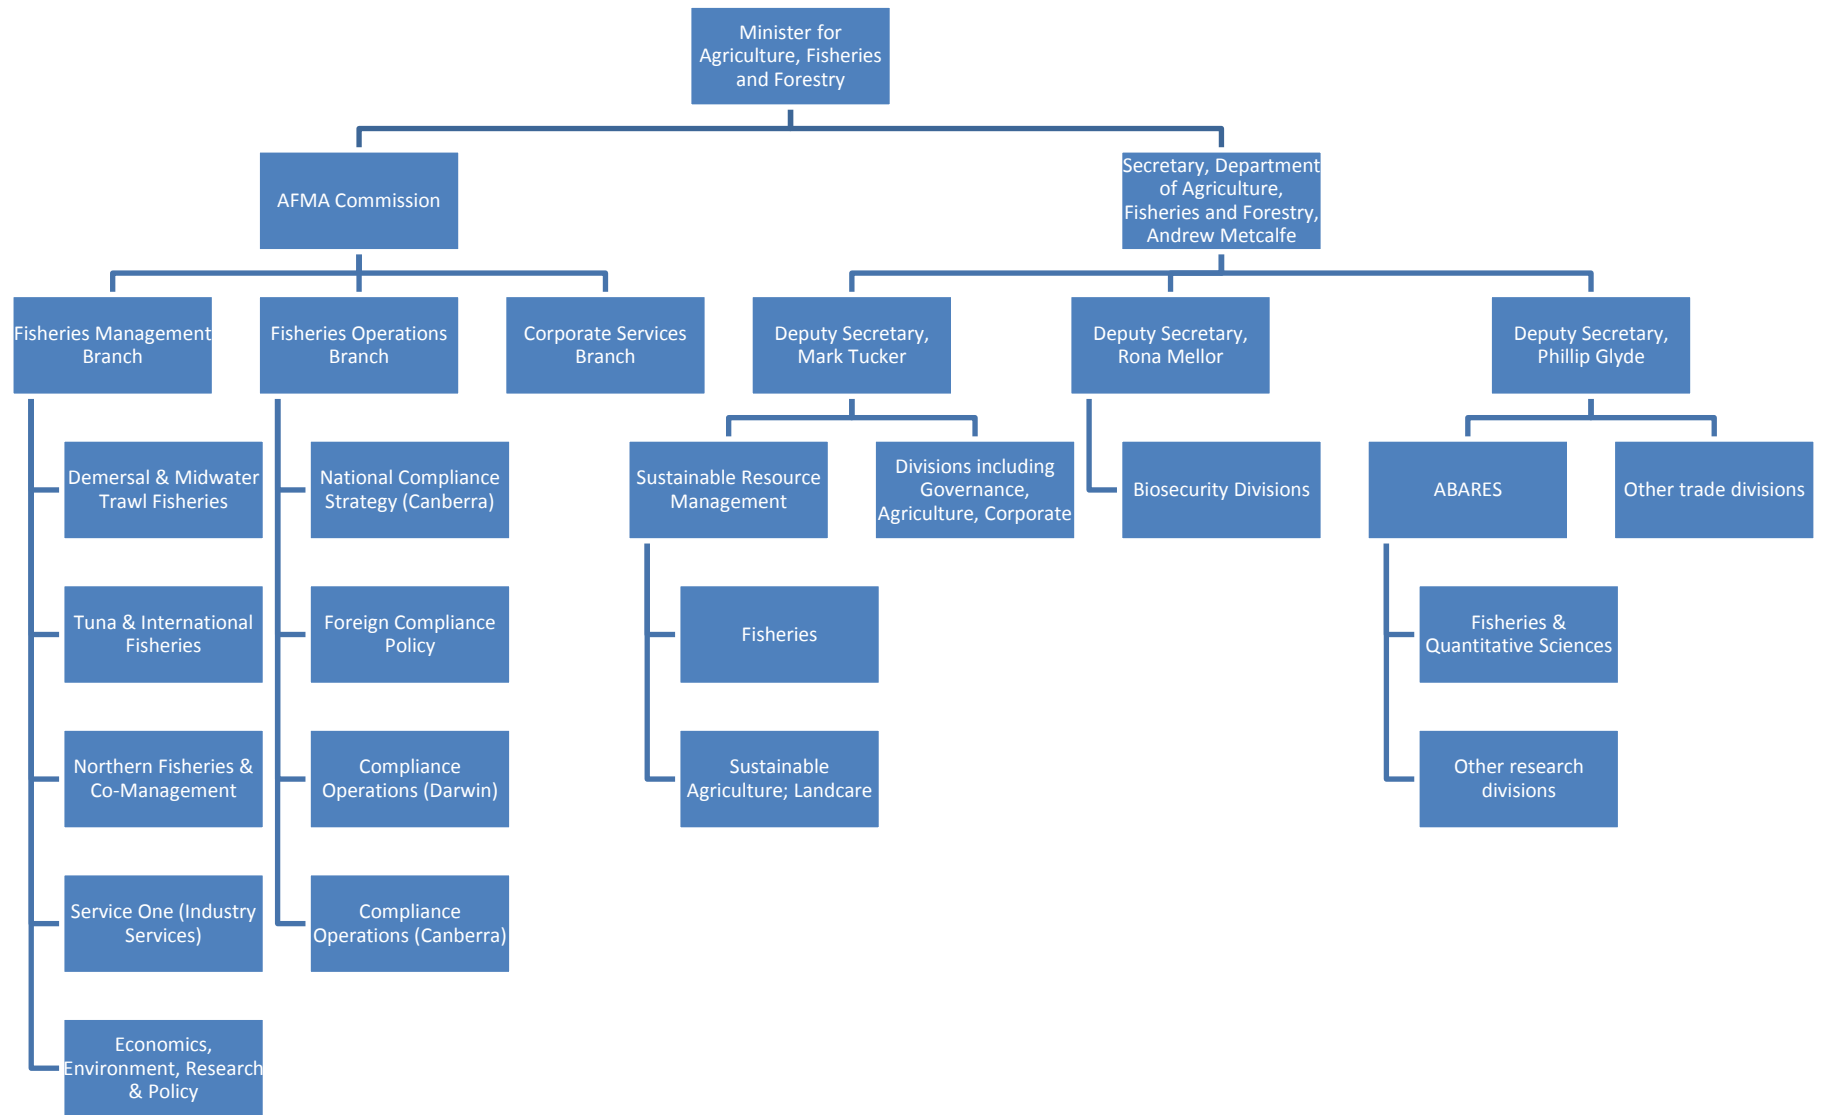 Minister for
Agriculture, Fisheries
and Forestry
AFMA Commission
Secretary, Department
of Agriculture,
Fisheries and Forestry,
Andrew Metcalfe
Fisheries Management
Branch
Fisheries Operations
Branch
Corporate Services
Branch
Deputy Secretary,
Mark Tucker
Deputy Secretary,
Rona Mellor
Deputy Secretary,
Phillip Glyde
Demersal & Midwater
Trawl Fisheries
National Compliance
Strategy (Canberra)
Sustainable Resource
Management
Divisions including
Governance,
Agriculture, Corporate
Biosecurity Divisions
ABARES
Other trade divisions
Tuna & International
Fisheries
Foreign Compliance
Policy
Fisheries
Fisheries &
Quantitative Sciences
Northern Fisheries &
Co-Management
Compliance
Operations (Darwin)
Sustainable
Agriculture; Landcare
Other research
divisions
Service One (Industry
Services)
Compliance
Operations (Canberra)
Economics,
Environment, Research
& Policy